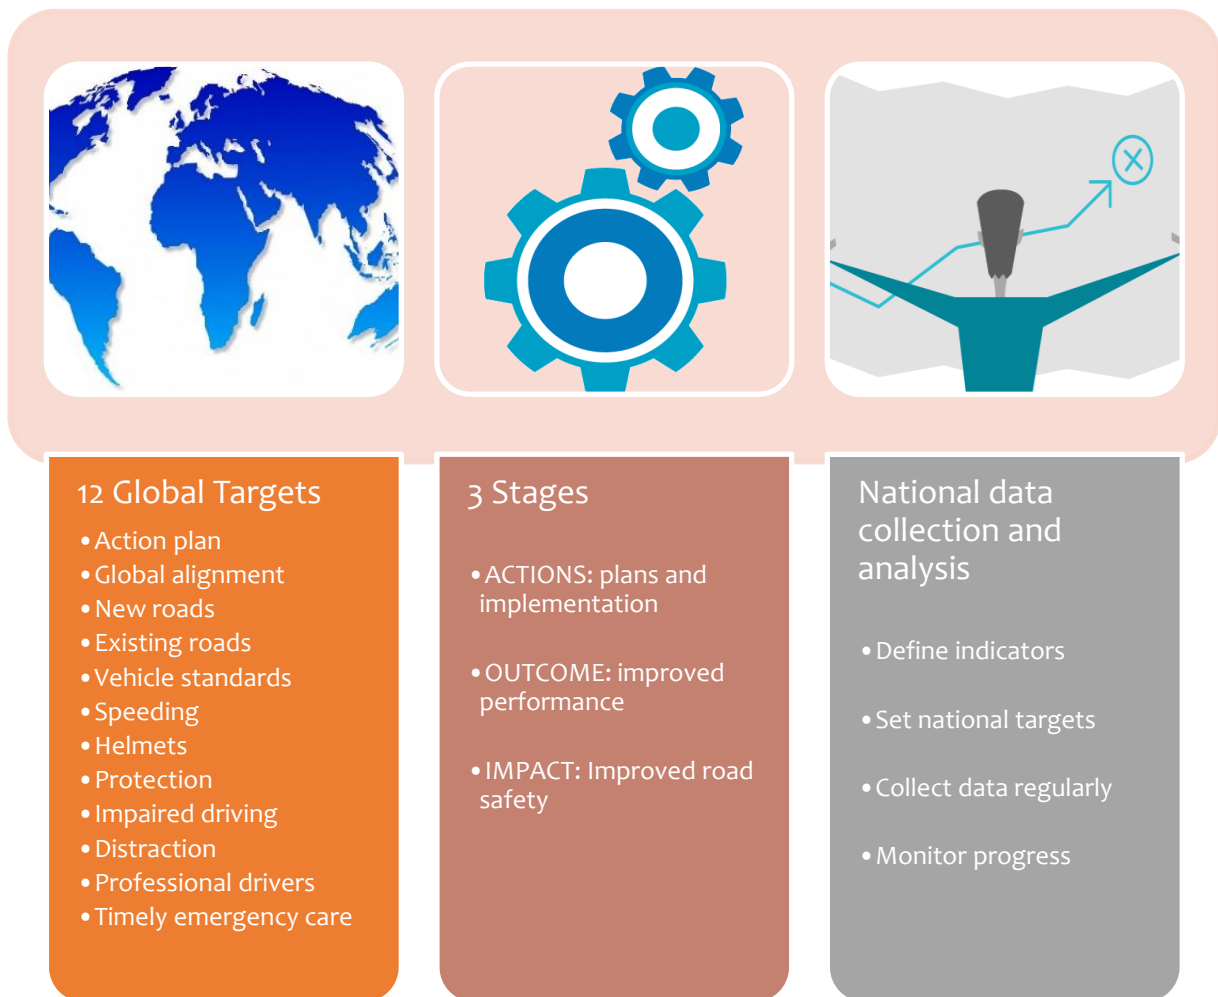 12 Global Targets
•Action plan
•Global alignment
•New roads
•Existing roads
•Vehicle standards
•Speeding
•Helmets
•Protection
•Impaired driving
•Distraction
•Professional drivers
•Timely emergency care
3 Stages
•ACTIONS: plans and
implementation
•OUTCOME: improved
performance
•IMPACT: Improved road
safety
National data
collection and
analysis
•Define indicators
•Set national targets
•Collect data regularly
•Monitor progress